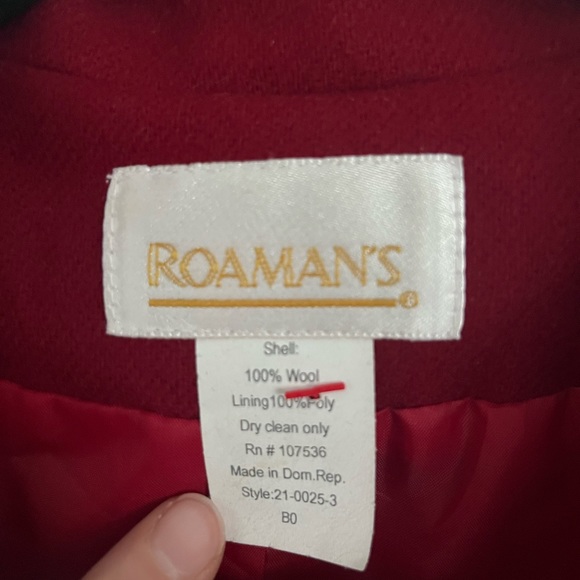 ROAMAN'S
Shell:
100% Wool
Lining100%Poly
Dry clean only
Rn # 107536
Made in Dom.Rep.
Style:21-0025-3
B0